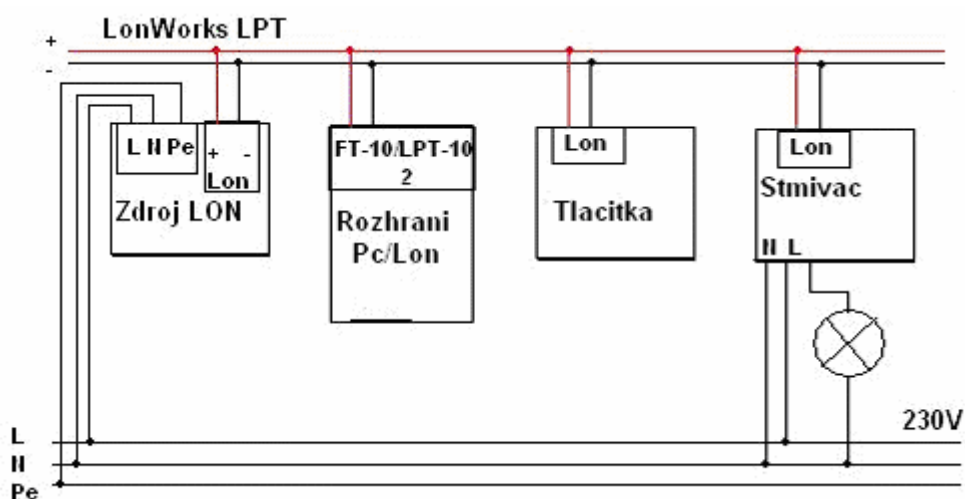 LonWorks LPT
+
-
L N Pe
+ -
Lon
Zdroj LON
FT-10/LPT-10
2
Rozhrani
Pc/Lon
Lon
Tlacitka
Lon
Stmivac
N L
230V
L
N
Pe